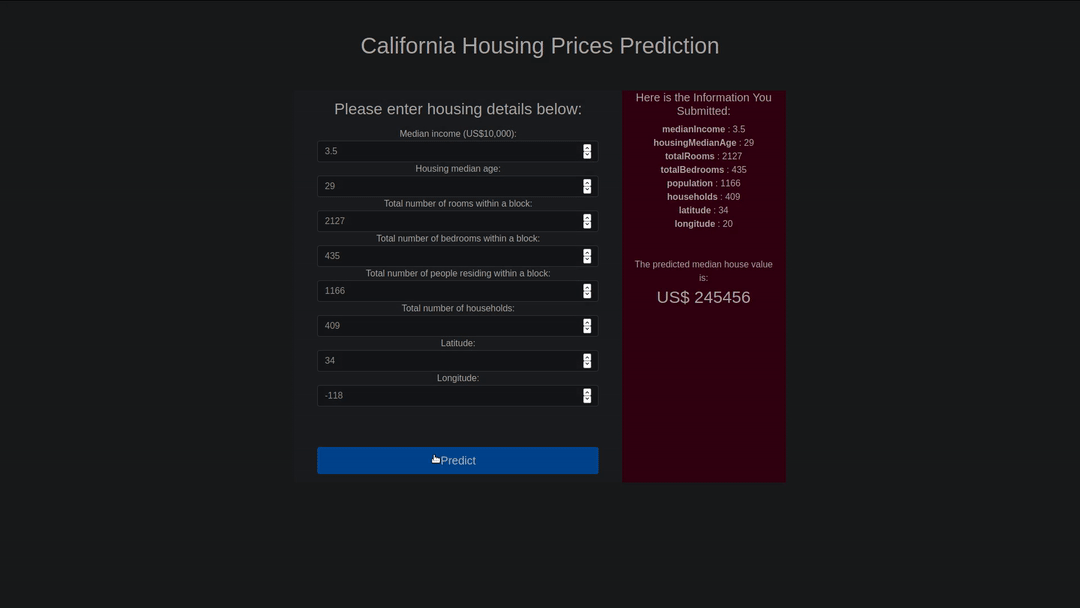 California Housing Prices Prediction
Please enter housing details below:
Median income (US$10,000):
3.5
Housing median age:
29
Total number of rooms within a block:
2127
Total number of bedrooms within a block:
435
Total number of people residing within a block:
1166
Total number of households:
409
Latitude:
34
Longitude:
-118
Predict
Here is the Information You
Submitted:
medianIncome : 3.5
housingMedianAge : 29
totalRooms : 2127
totalBedrooms : 435
population : 1166
households : 409
latitude : 34
longitude : 20
The predicted median house value
is:
US$ 245456